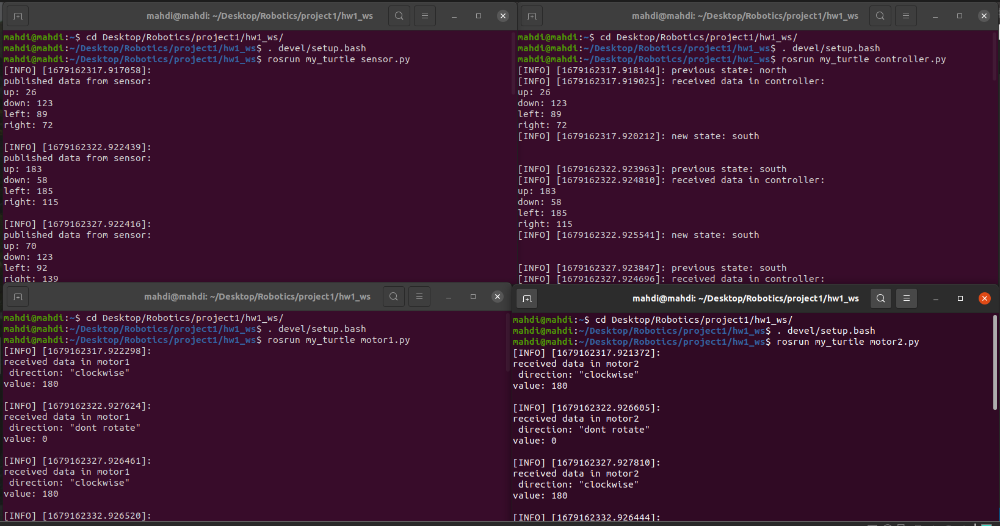 mahdi@mahdi: ~/Desktop/Robotics/project1/hw1_ws
mahdi@mahdi:~$ cd Desktop/Robotics/project1/hw1_ws/
mahdi@mahdi:~/Desktop/Robotics/project1/hw1_ws$ . devel/setup.bash
mahdi@mahdi:~/Desktop/Robotics/project1/hw1_ws$ rosrun my_turtle sensor.py
[INFO] [1679162317.917058]:
published data from sensor:
up: 26
down: 123
left: 89
right: 72
[INFO] [1679162322.922439]:
published data from sensor:
up: 183
down: 58
left: 185
right: 115
[INFO] [1679162327.922416]:
published data from sensor:
up: 70
down: 123
left: 92
right: 139
mahdi@mahdi: ~/Desktop/Robotics/project1/hw1_ws
mahdi@mahdi:~$ cd Desktop/Robotics/project1/hw1_ws/
mahdi@mahdi:~/Desktop/Robotics/project1/hw1_ws$ . devel/setup.bash
mahdi@mahdi:~/Desktop/Robotics/project1/hw1_ws$ rosrun my_turtle controller.py
[INFO] [1679162317.918144]: previous state: north
[INFO] [1679162317.919025]: received data in controller:
up: 26
down: 123
left: 89
right: 72
[INFO] [1679162317.920212]: new state: south
[INFO] [1679162322.923963]: previous state: south
[INFO] [1679162322.924810]: received data in controller:
up: 183
down: 58
left: 185
right: 115
[INFO] [1679162322.925541]: new state: south
[INFO] [1679162327.923847]: previous state: south
[INFO] [1679162327.924696]: received data in controller:
mahdi@mahdi: ~/Desktop/Robotics/project1/hw1_ws
mahdi@mahdi:~$ cd Desktop/Robotics/project1/hw1_ws/
mahdi@mahdi:~/Desktop/Robotics/project1/hw1_ws$ . devel/setup.bash
mahdi@mahdi:~/Desktop/Robotics/project1/hw1_ws$ rosrun my_turtle motor1.py
[INFO] [1679162317.922298]:
received data in motor1
direction: "clockwise"
value: 180
[INFO] [1679162322.927624]:
received data in motor1
direction: "dont rotate"
value: 0
[INFO] [1679162327.926461]:
received data in motor1
direction: "clockwise"
value: 180
[INFO] [1679162332.926520]:
mahdi@mahdi: ~/Desktop/Robotics/project1/hw1_ws
mahdi@mahdi:~$ cd Desktop/Robotics/project1/hw1_ws/
mahdi@mahdi:~/Desktop/Robotics/project1/hw1_ws$ . devel/setup.bash
mahdi@mahdi:~/Desktop/Robotics/project1/hw1_ws$ rosrun my_turtle motor2.py
[INFO] [1679162317.921372]:
received data in motor2
direction: "clockwise"
value: 180
[INFO] [1679162322.926605]:
received data in motor2
direction: "dont rotate"
value: 0
[INFO] [1679162327.927810]:
received data in motor2
direction: "clockwise"
value: 180
[INFO] [1679162332.926444]: